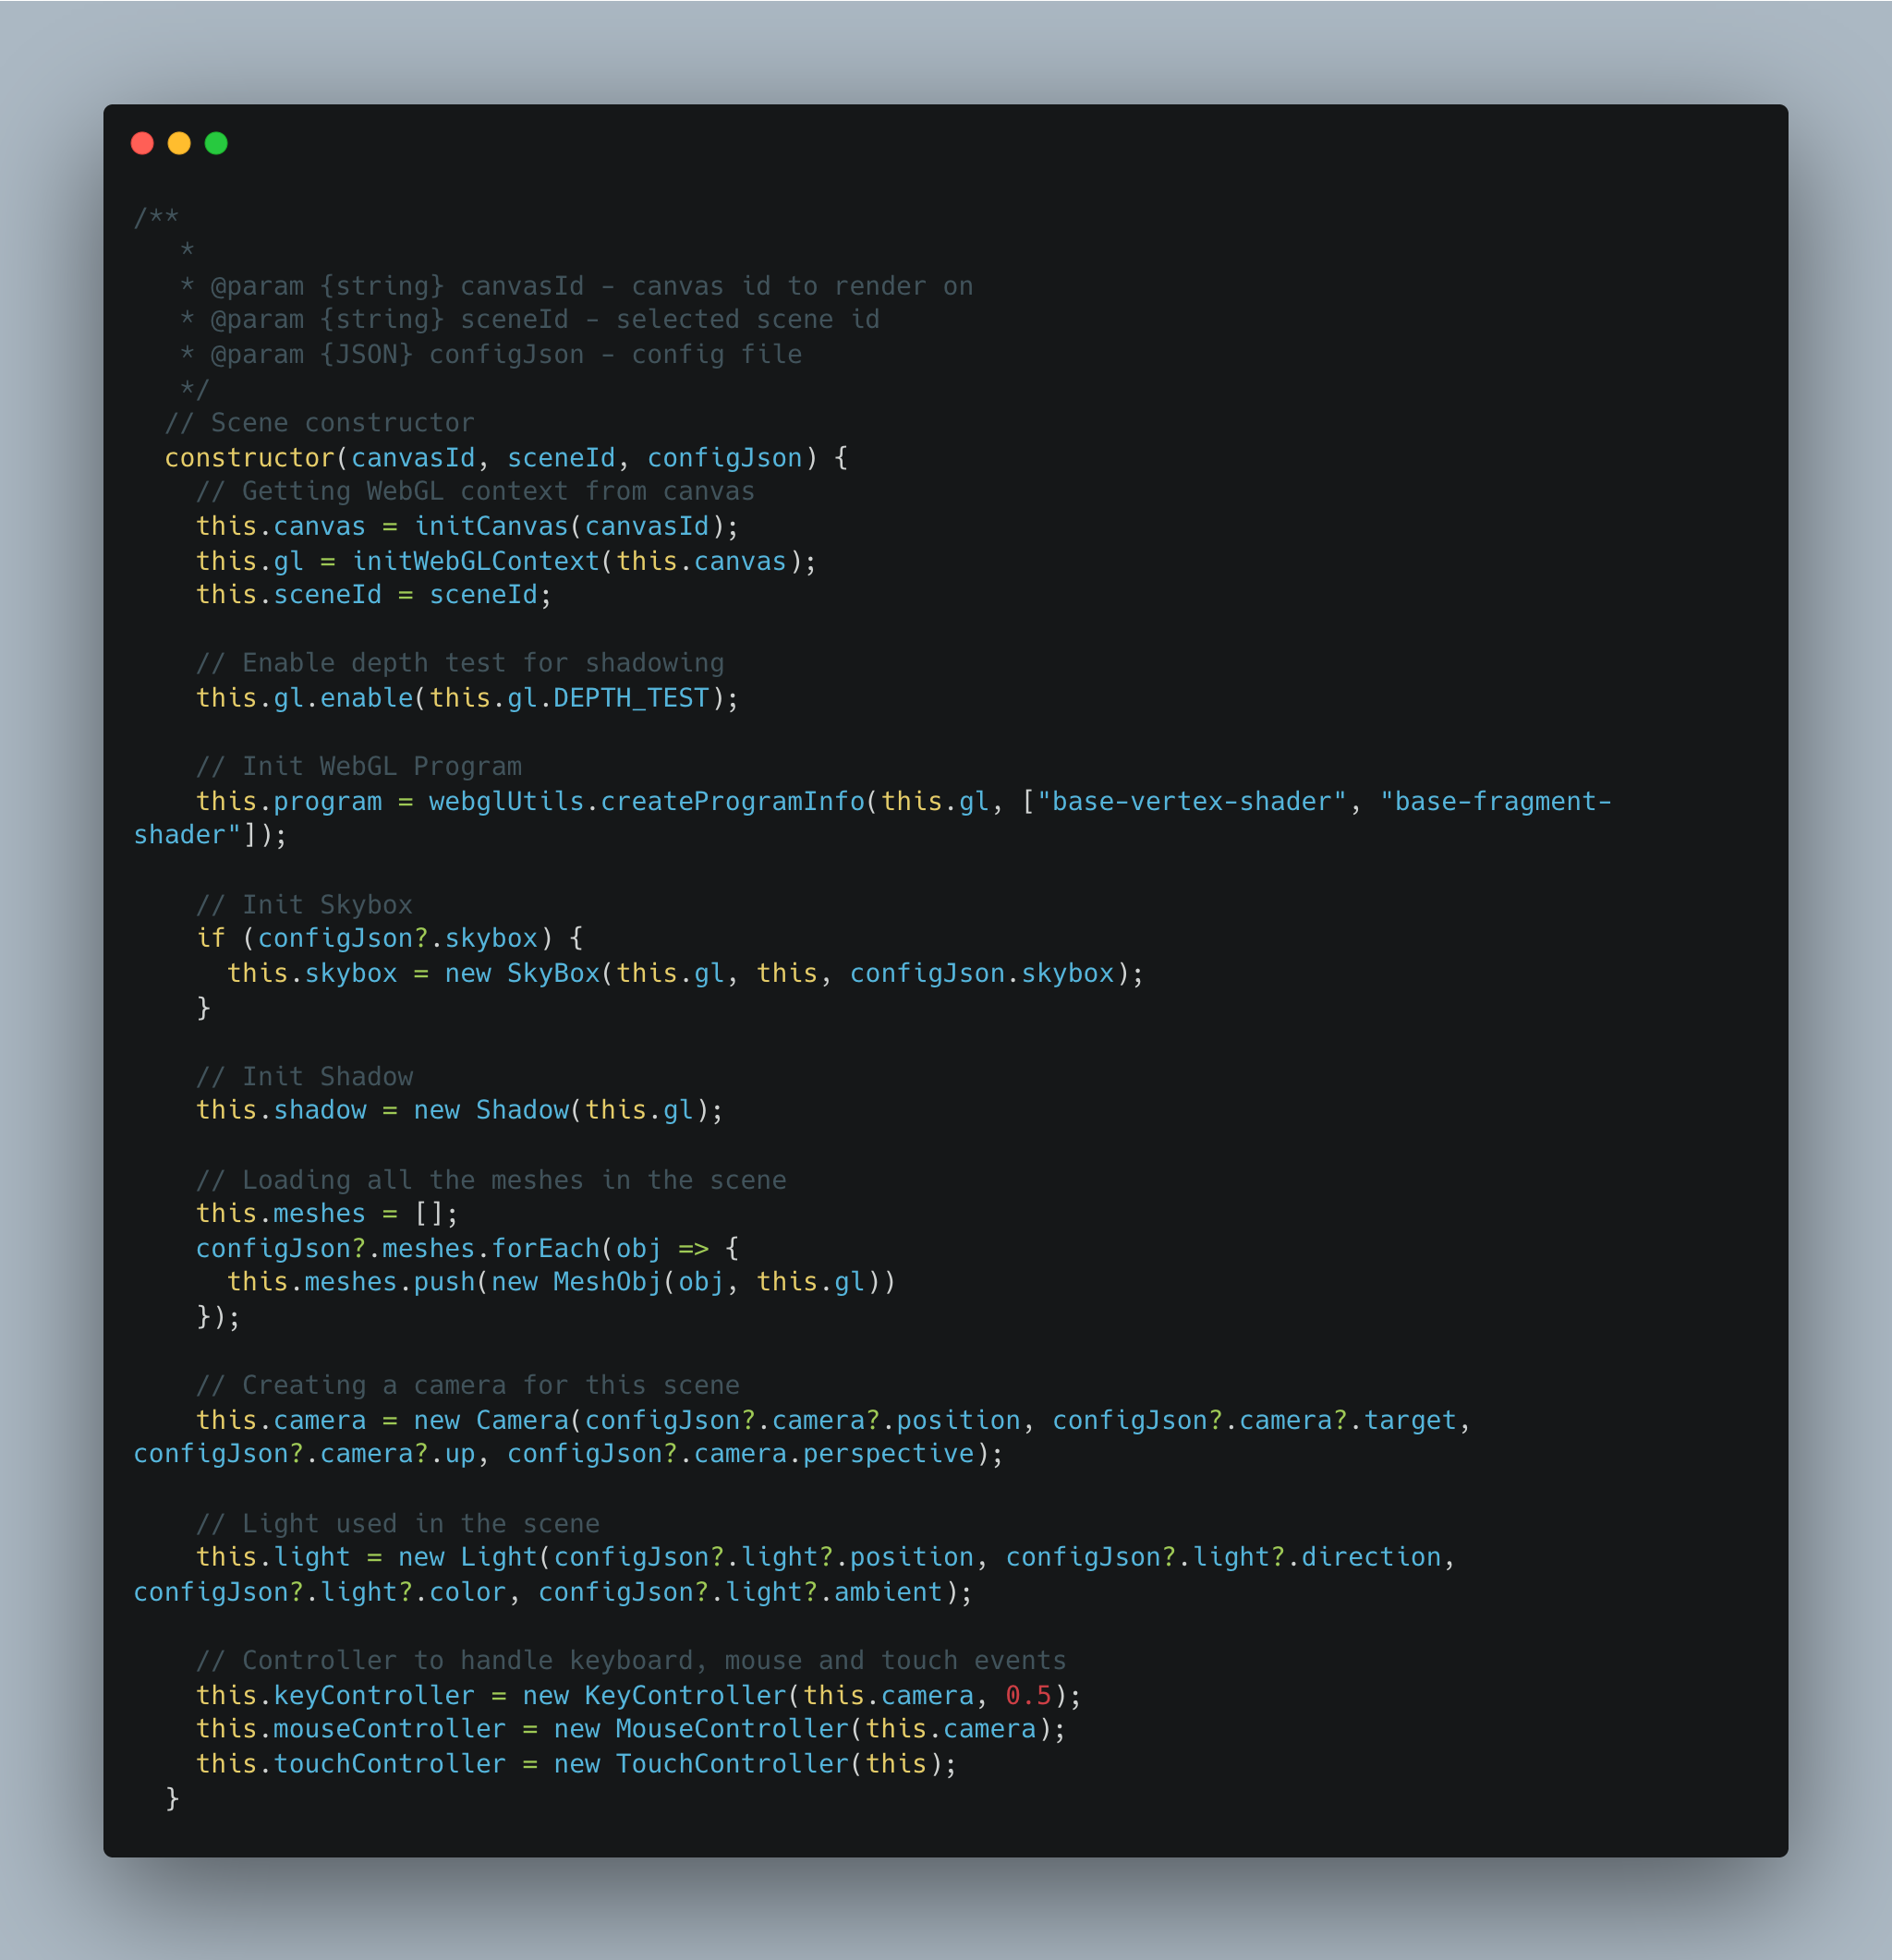 /**
   *
   * @param {string} canvasId - canvas id to render on
   * @param {string} sceneId - selected scene id
   * @param {JSON} configJson - config file
   */
  // Scene constructor
  constructor(canvasId, sceneId, configJson) {
    // Getting WebGL context from canvas
    this.canvas = initCanvas(canvasId);
    this.gl = initWebGLContext(this.canvas);
    this.sceneId = sceneId;

    // Enable depth test for shadowing
    this.gl.enable(this.gl.DEPTH_TEST);

    // Init WebGL Program
    this.program = webglUtils.createProgramInfo(this.gl, ["base-vertex-shader", "base-fragment-
shader"]);

    // Init Skybox
    if (configJson?.skybox) {
      this.skybox = new SkyBox(this.gl, this, configJson.skybox);
    }

    // Init Shadow
    this.shadow = new Shadow(this.gl);

    // Loading all the meshes in the scene
    this.meshes = [];
    configJson?.meshes.forEach(obj => {
      this.meshes.push(new MeshObj(obj, this.gl))
    });

    // Creating a camera for this scene
    this.camera = new Camera(configJson?.camera?.position, configJson?.camera?.target,
configJson?.camera?.up, configJson?.camera.perspective);

    // Light used in the scene
    this.light = new Light(configJson?.light?.position, configJson?.light?.direction,
configJson?.light?.color, configJson?.light?.ambient);

    // Controller to handle keyboard, mouse and touch events
    this.keyController = new KeyController(this.camera, 0.5);
    this.mouseController = new MouseController(this.camera);
    this.touchController = new TouchController(this);
  }